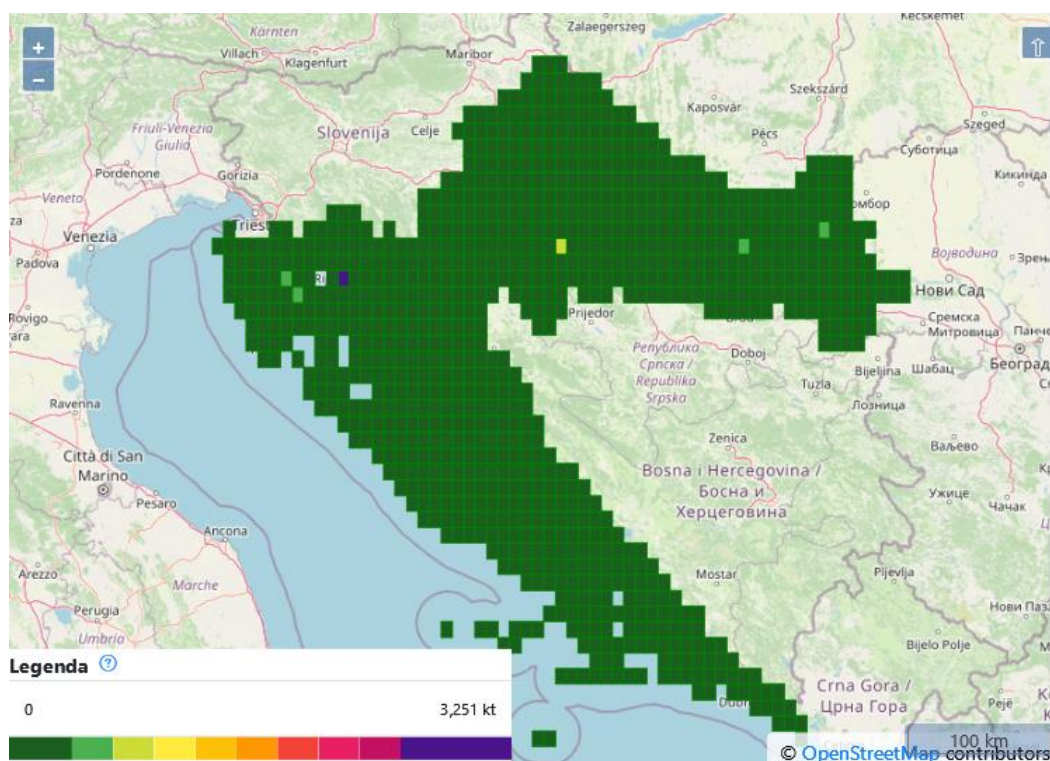 Zalaegerszeg
Kecskemét
+
−
⇧
Kärnten
Villach
Klagenfurt
Maribor
Kaposvár
Szekszárd
Szeged
Slovenija
Celje
Pécs
Friuli-Venezia
Giulia
Суботица
Pordenone
Gorizia
Кикинда
Veneto
Triest
Venezia
Padova
Војводина
Нови Сад
Rovigo
Prijedor
Сремска
Митровица
Република
Српска /
Republika
Srpska
Doboj
Bijeljina
Шабац
Београд
Tuzla
Лозница
Ravenna
Zenica
Ваљево
Città di San
Marino
Bosna i Hercegovina /
Босна и
Херцеговина
Ужице
Чачак
Pesaro
Ancona
Arezzo
Marche
Mostar
Pljevlja
Perugia
Umbria
Нови Паза
Bijelo Polje
Crna Gora /
Црна Гора
Pejë
Legenda ?
0 3,251 kt
100 km
© OpenStreetMap contributors